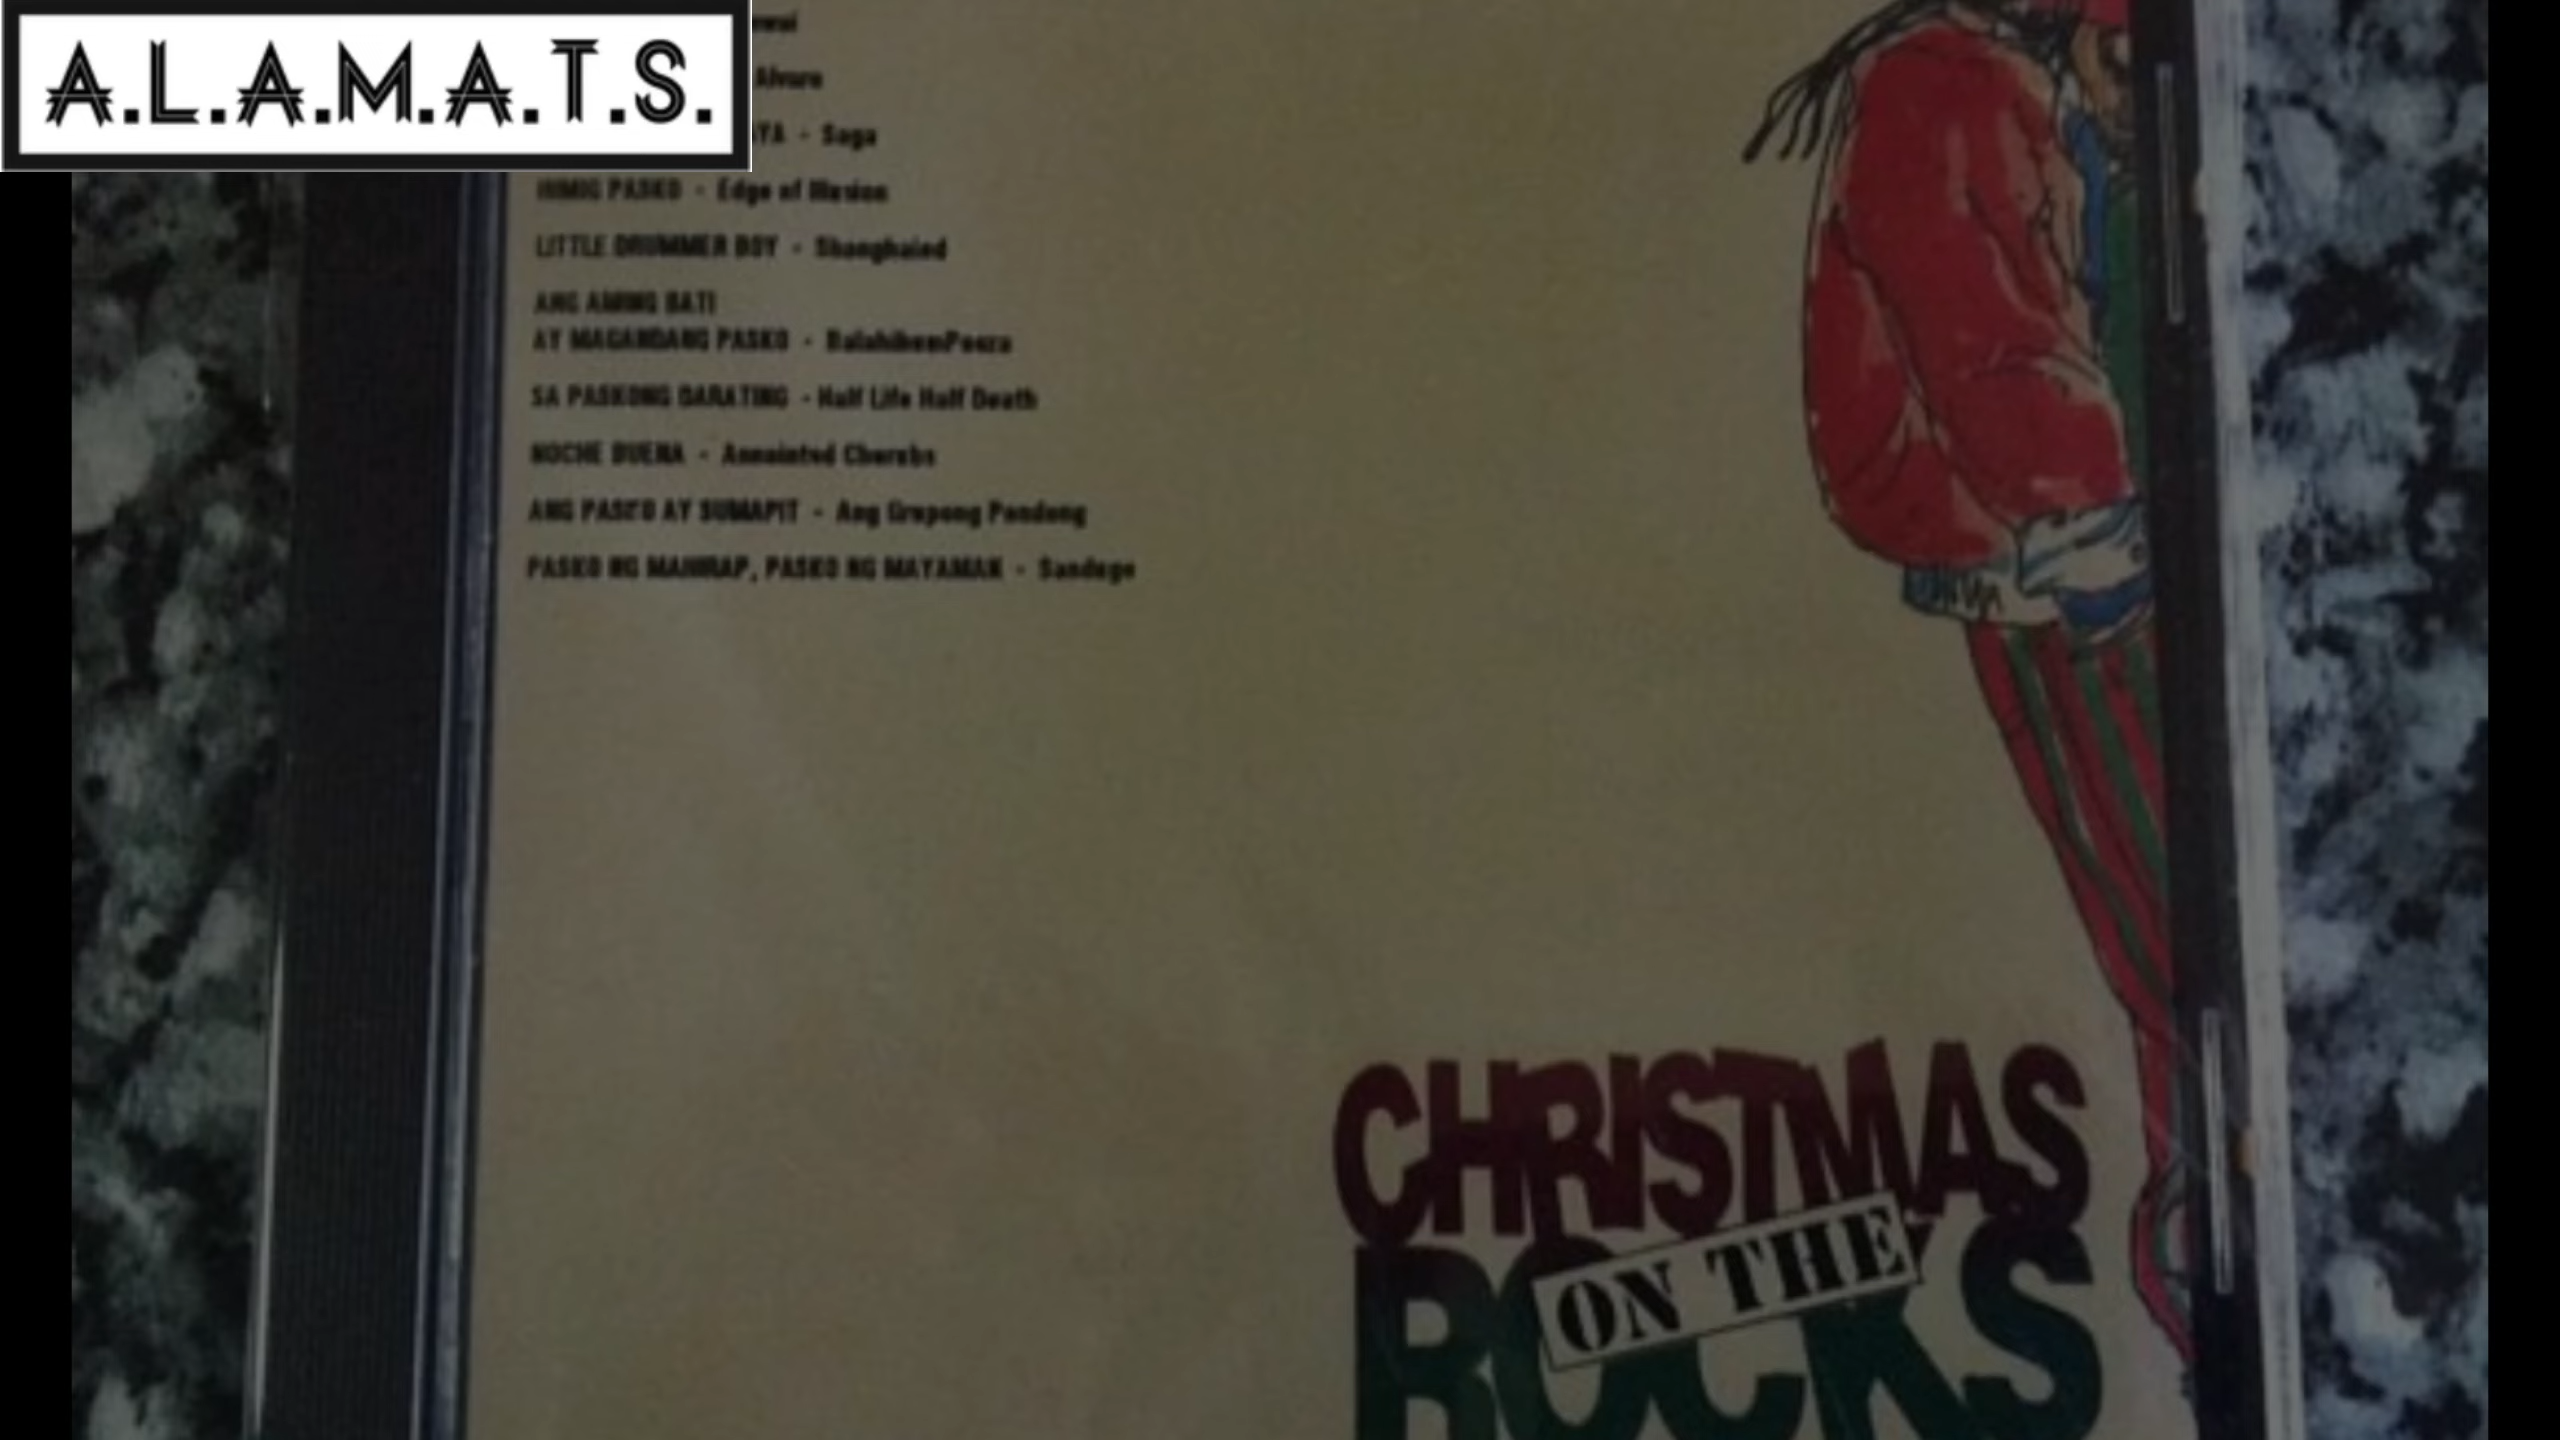 A.L.A.M.A.T.S.
Alvaro
- Saga
HIMIG PASKO - Edge of Illusion
LITTLE DRUMMER BOY - Shanghaied
ANG AMING BATI
AY MAGANDANG PASKO - BalahibomPooza
SA PASKONG DARATING - Half Life Half Death
NOCHE BUENA - Annointed Cherubs
ANG PASKO AY SUMAPIT - Ang Grupong Pendong
PASKO NG MAHIRAP, PASKO NG MAYAMAN - Sandugo
CHRISTMAS
ON THE
ROCKS